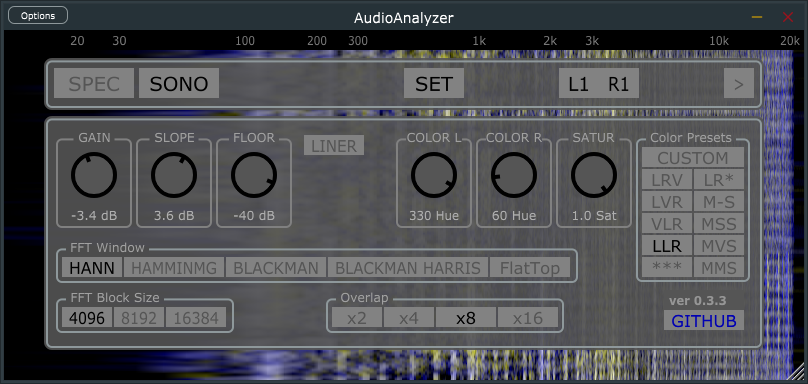 Options AudioAnalyzer
20 30 100 200 300 1k 2k 3k 10k 20k
SPEC SONO SET L1 R1 >
GAIN SLOPE FLOOR LINER COLOR L COLOR R SATUR Color Presets
-3.4 dB 3.6 dB -40 dB 330 Hue 60 Hue 1.0 Sat
CUSTOM
LRV LR*
LVR M-S
VLR MSS
LLR MVS
*** MMS
FFT Window
HANN HAMMINMG BLACKMAN BLACKMAN HARRIS FlatTop
FFT Block Size
4096 8192 16384
Overlap
x2 x4 x8 x16
ver 0.3.3
GITHUB